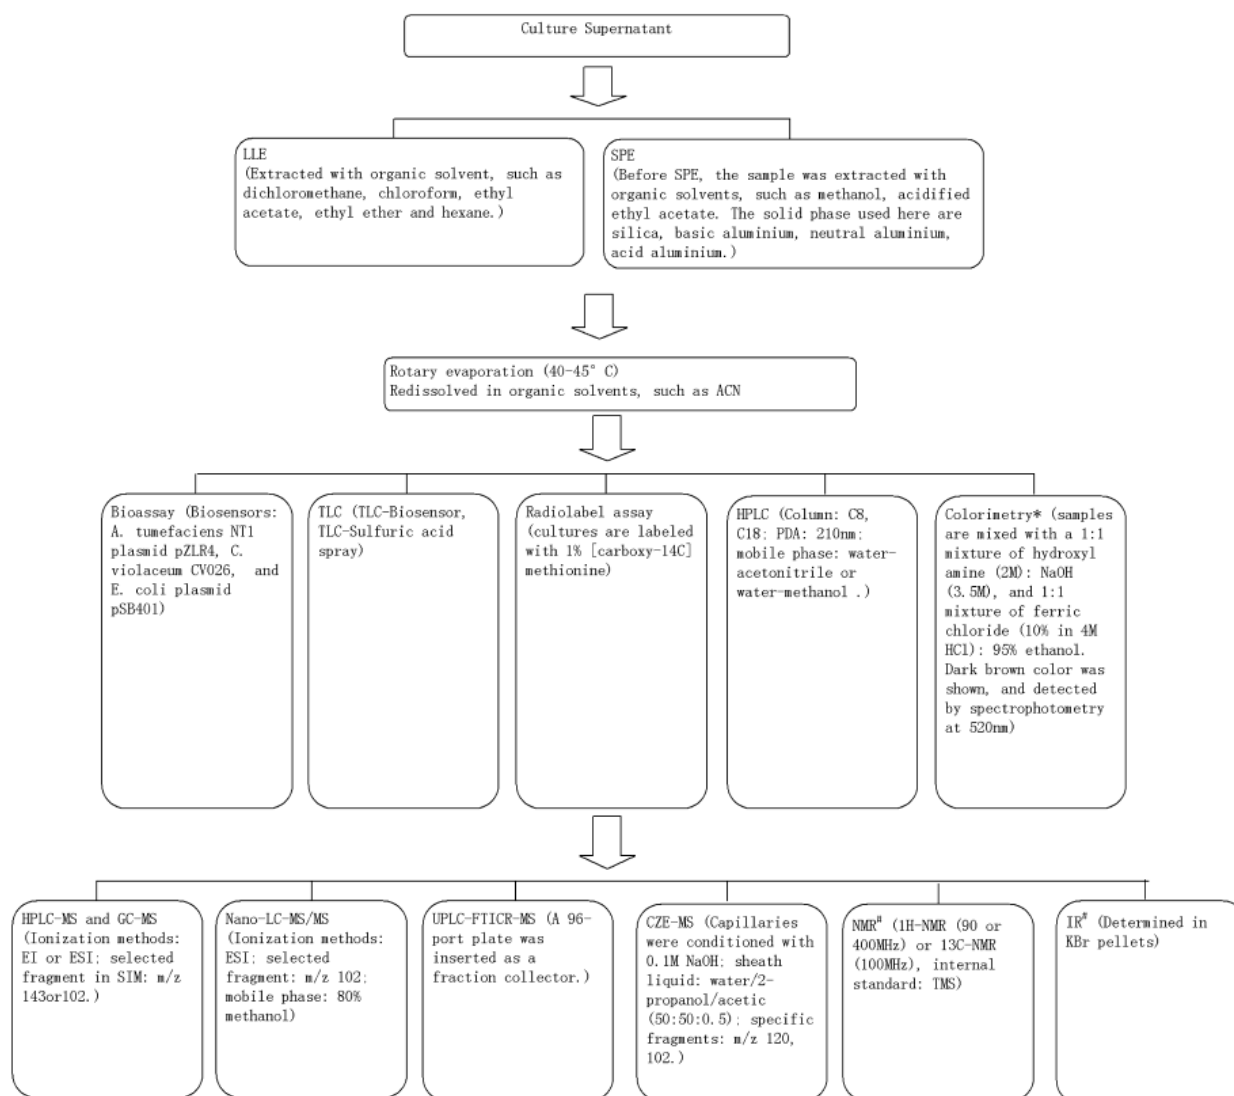 Culture Supernatant
LLE
(Extracted with organic solvent, such as
dichloromethane, chloroform, ethyl
acetate, ethyl ether and hexane.)
SPE
(Before SPE, the sample was extracted with
organic solvents, such as methanol, acidified
ethyl acetate. The solid phase used here are
silica, basic aluminium, neutral aluminium,
acid aluminium.)
Rotary evaporation (40-45° C)
Redissolved in organic solvents, such as ACN
Bioassay (Biosensors:
A. tumefaciens NT1
plasmid pZLR4, C.
violaceum CV026, and
E. coli plasmid
pSB401)
TLC (TLC-Biosensor,
TLC-Sulfuric acid
spray)
Radiolabel assay
(cultures are labeled
with 1% [carboxy-14C]
methionine)
HPLC (Column: C8,
C18; PDA: 210nm;
mobile phase: water-
acetonitrile or
water-methanol .)
Colorimetry* (samples
are mixed with a 1:1
mixture of hydroxyl
amine (2M): NaOH
(3.5M), and 1:1
mixture of ferric
chloride (10% in 4M
HCl): 95% ethanol.
Dark brown color was
shown, and detected
by spectrophotometry
at 520nm)
HPLC-MS and GC-MS
(Ionization methods:
EI or ESI; selected
fragment in SIM: m/z
143or102.)
Nano-LC-MS/MS
(Ionization methods:
ESI; selected
fragment: m/z 102;
mobile phase: 80%
methanol)
UPLC-FTICR-MS (A 96-
port plate was
inserted as a
fraction collector.)
CZE-MS (Capillaries
were conditioned with
0.1M NaOH; sheath
liquid: water/2-
propanol/acetic
(50:50:0.5); specific
fragments: m/z 120,
102.)
NMR# (1H-NMR (90 or
400MHz) or 13C-NMR
(100MHz), internal
standard: TMS)
IR# (Determined in
KBr pellets)